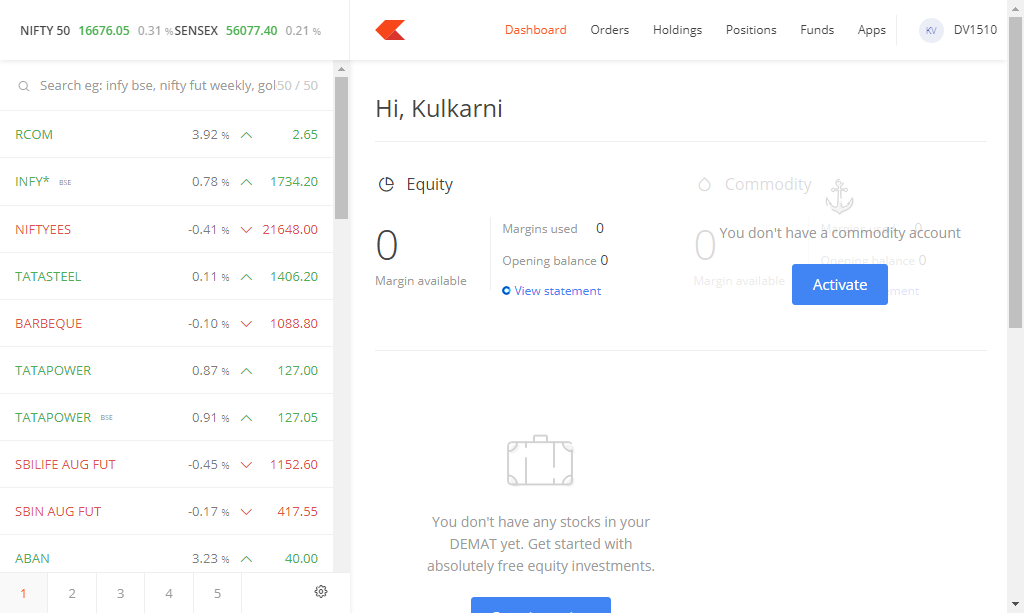 NIFTY 50 16676.05 0.31 % SENSEX 56077.40 0.21 %
Dashboard Orders Holdings Positions Funds Apps KV DV1510
Search eg: infy bse, nifty fut weekly, gol 50 / 50
RCOM 3.92 % 2.65
INFY* BSE 0.78 % 1734.20
NIFTYEES -0.41 % 21648.00
TATASTEEL 0.11 % 1406.20
BARBEQUE -0.10 % 1088.80
TATAPOWER 0.87 % 127.00
TATAPOWER BSE 0.91 % 127.05
SBILIFE AUG FUT -0.45 % 1152.60
SBIN AUG FUT -0.17 % 417.55
ABAN 3.23 % 40.00
1 2 3 4 5
Hi, Kulkarni
Equity
0
Margin available
Margins used 0
Opening balance 0
View statement
Commodity
0
Margin available
You don't have a commodity account
Opening balance 0
Activate
You don't have any stocks in your
DEMAT yet. Get started with
absolutely free equity investments.